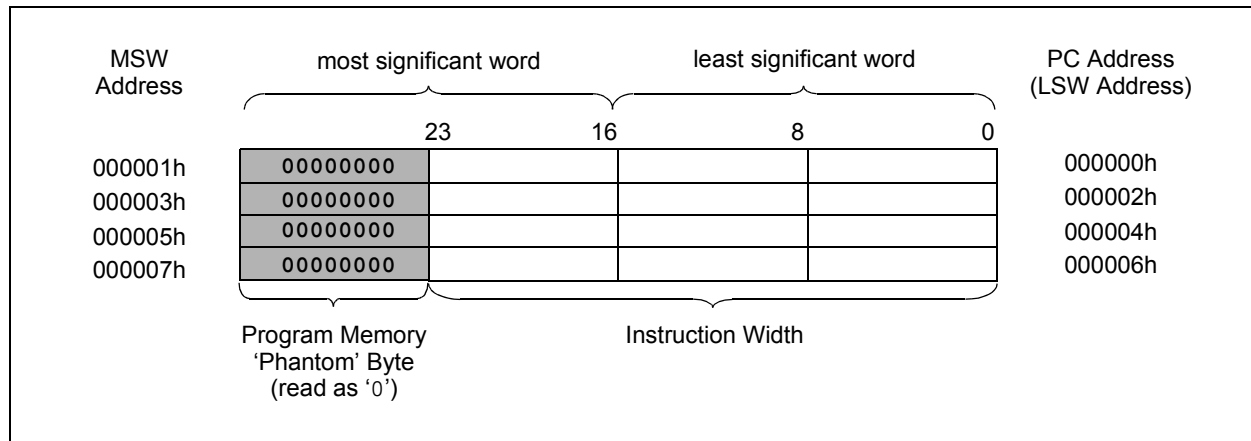 MSW Address
most significant word
least significant word
PC Address (LSW Address)
23 16 8 0
000001h 00000000 000000h
000003h 00000000 000002h
000005h 00000000 000004h
000007h 00000000 000006h
Program Memory
‘Phantom’ Byte
(read as ‘0’)
Instruction Width